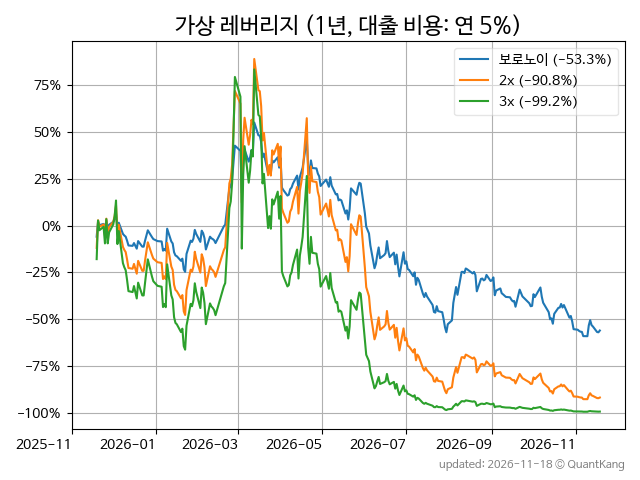 가상 레버리지 (1년, 대출 비용: 연 5%)
보로노이 (−53.3%)
2x (−90.8%)
3x (−99.2%)
75%
50%
25%
0%
−25%
−50%
−75%
−100%
2025-11 2026-01 2026-03 2026-05 2026-07 2026-09 2026-11
updated: 2026-11-18 © QuantKang